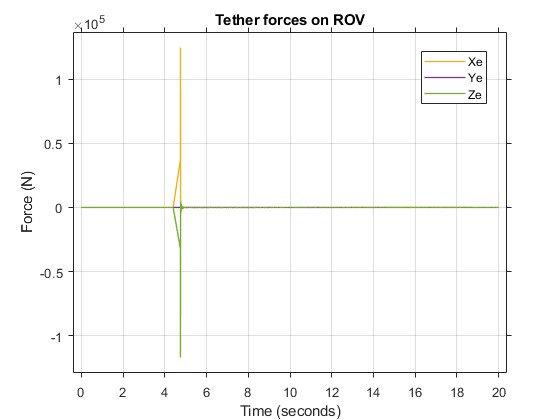 Tether forces on ROV
×10^5
1
0.5
0
-0.5
-1
Force (N)
Xe
Ye
Ze
0 2 4 6 8 10 12 14 16 18 20
Time (seconds)